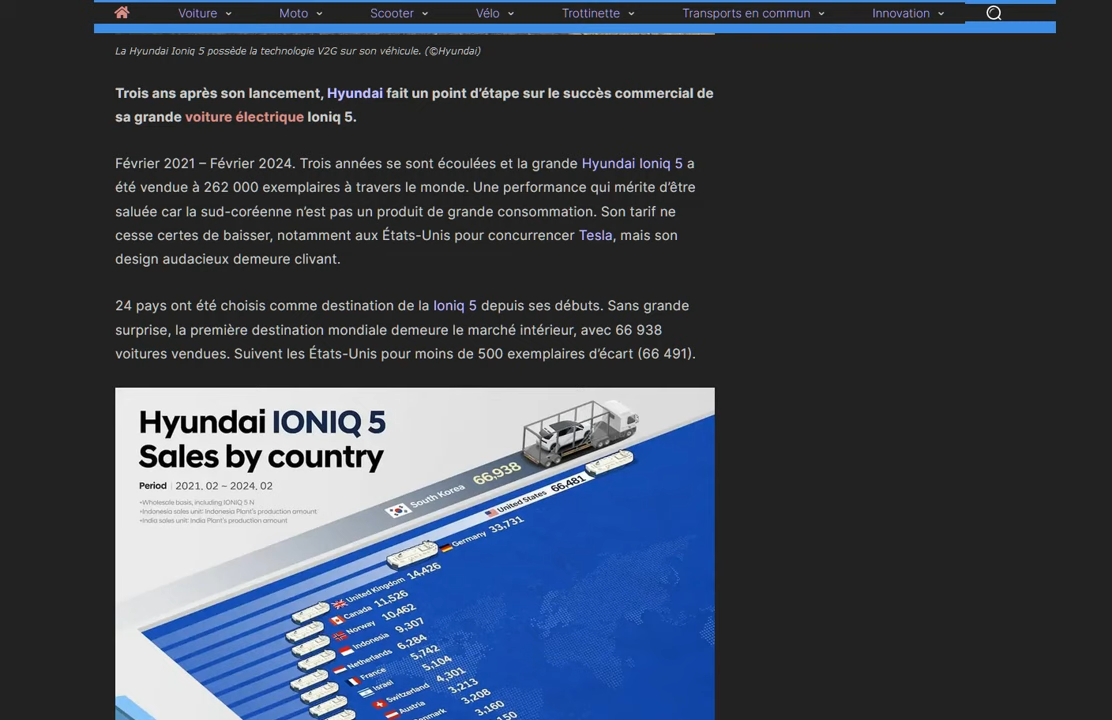 Voiture Moto Scooter Vélo Trottinette Transports en commun Innovation
La Hyundai Ioniq 5 possède la technologie V2G sur son véhicule. (©Hyundai)
Trois ans après son lancement, Hyundai fait un point d’étape sur le succès commercial de
sa grande voiture électrique Ioniq 5.
Février 2021 – Février 2024. Trois années se sont écoulées et la grande Hyundai Ioniq 5 a
été vendue à 262 000 exemplaires à travers le monde. Une performance qui mérite d’être
saluée car la sud-coréenne n’est pas un produit de grande consommation. Son tarif ne
cesse certes de baisser, notamment aux États-Unis pour concurrencer Tesla, mais son
design audacieux demeure clivant.
24 pays ont été choisis comme destination de la Ioniq 5 depuis ses débuts. Sans grande
surprise, la première destination mondiale demeure le marché intérieur, avec 66 938
voitures vendues. Suivent les États-Unis pour moins de 500 exemplaires d’écart (66 491).
Hyundai IONIQ 5
Sales by country
Period | 2021. 02 ~ 2024. 02
•Wholesale basis, including IONIQ 5 N
•Indonesia sales unit: Indonesia Plant's production amount
•India sales unit: India Plant's production amount
South Korea 66,938
United States 66,481
Germany 33,731
United Kingdom 14,426
Canada 11,526
Norway 10,462
Indonesia 9,307
Netherlands 6,284
France 5,742
Israel 5,104
Switzerland 4,301
Austria 3,213
3,208
3,160